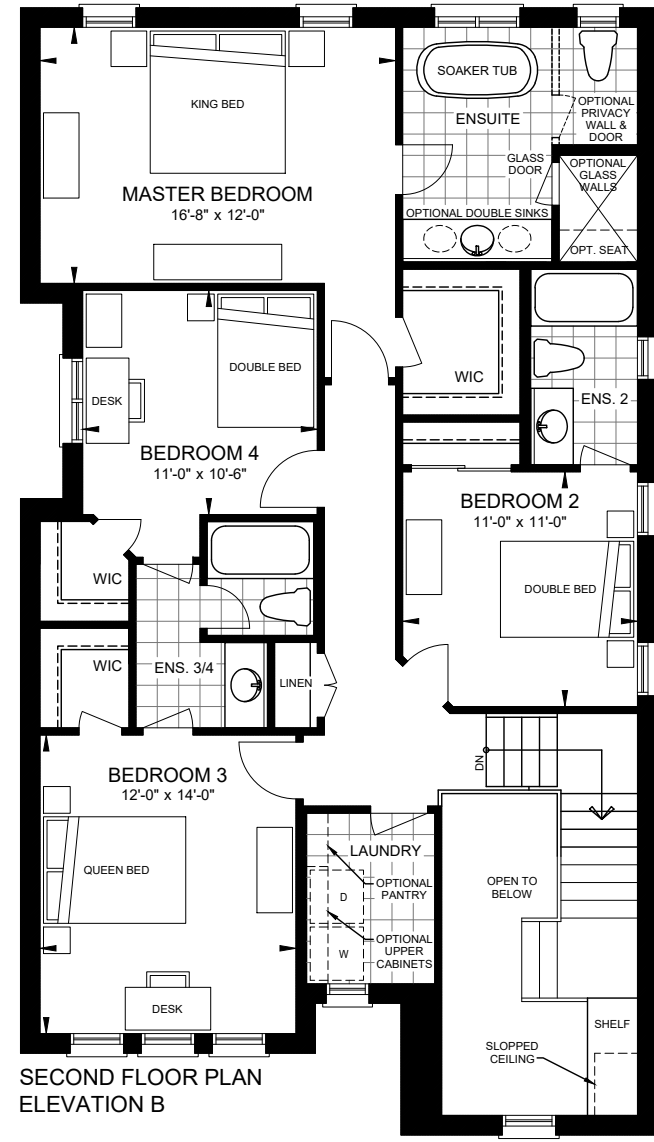 KING BED
MASTER BEDROOM
16'-8" x 12'-0"
SOAKER TUB
ENSUITE
OPTIONAL
PRIVACY
WALL &
DOOR
GLASS
DOOR
OPTIONAL
GLASS
WALLS
OPTIONAL DOUBLE SINKS
OPT. SEAT
WIC
ENS. 2
DOUBLE BED
DESK
BEDROOM 4
11'-0" x 10'-6"
BEDROOM 2
11'-0" x 11'-0"
DOUBLE BED
WIC
WIC
ENS. 3/4
LINEN
DN
BEDROOM 3
12'-0" x 14'-0"
QUEEN BED
DESK
LAUNDRY
OPTIONAL
PANTRY
D
OPTIONAL
UPPER
CABINETS
W
OPEN TO
BELOW
SHELF
SLOPPED
CEILING
SECOND FLOOR PLAN
ELEVATION B